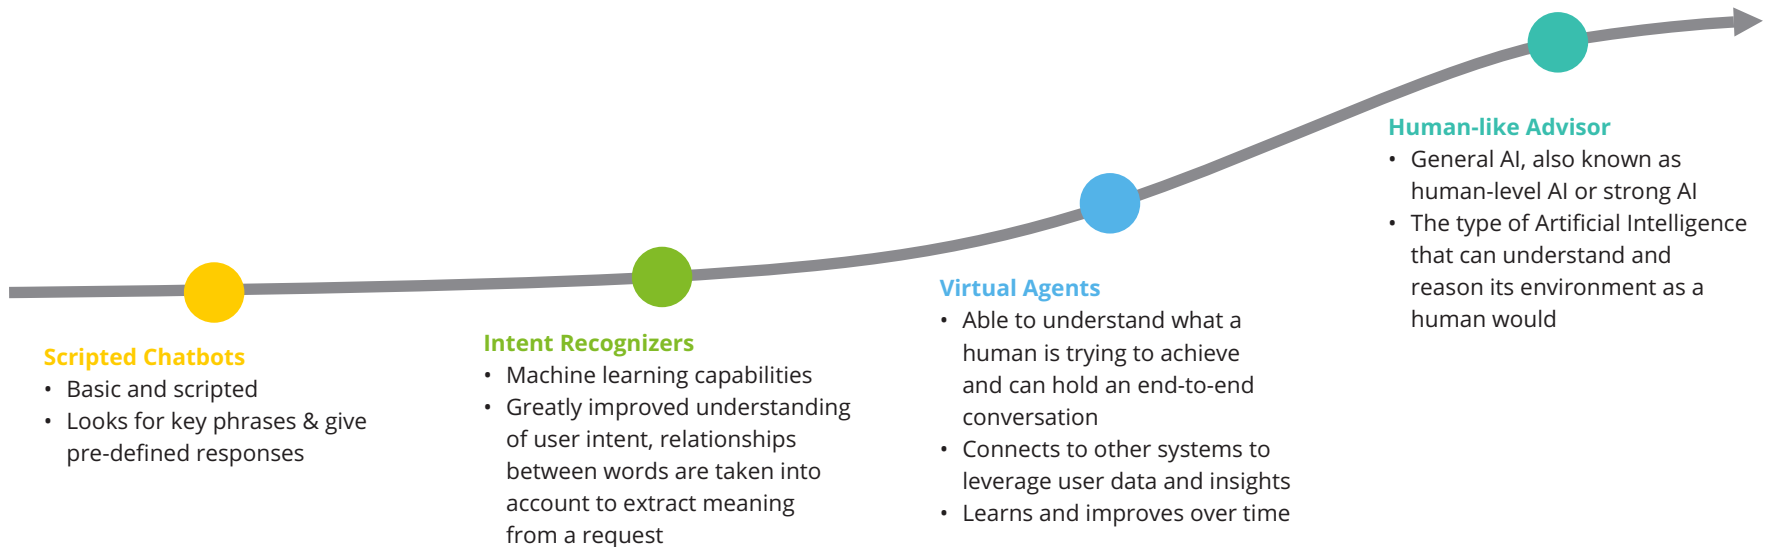 Scripted Chatbots
• Basic and scripted
• Looks for key phrases & give
pre-defined responses
Intent Recognizers
• Machine learning capabilities
• Greatly improved understanding
of user intent, relationships
between words are taken into
account to extract meaning
from a request
Virtual Agents
• Able to understand what a
human is trying to achieve
and can hold an end-to-end
conversation
• Connects to other systems to
leverage user data and insights
• Learns and improves over time
Human-like Advisor
• General AI, also known as
human-level AI or strong AI
• The type of Artificial Intelligence
that can understand and
reason its environment as a
human would